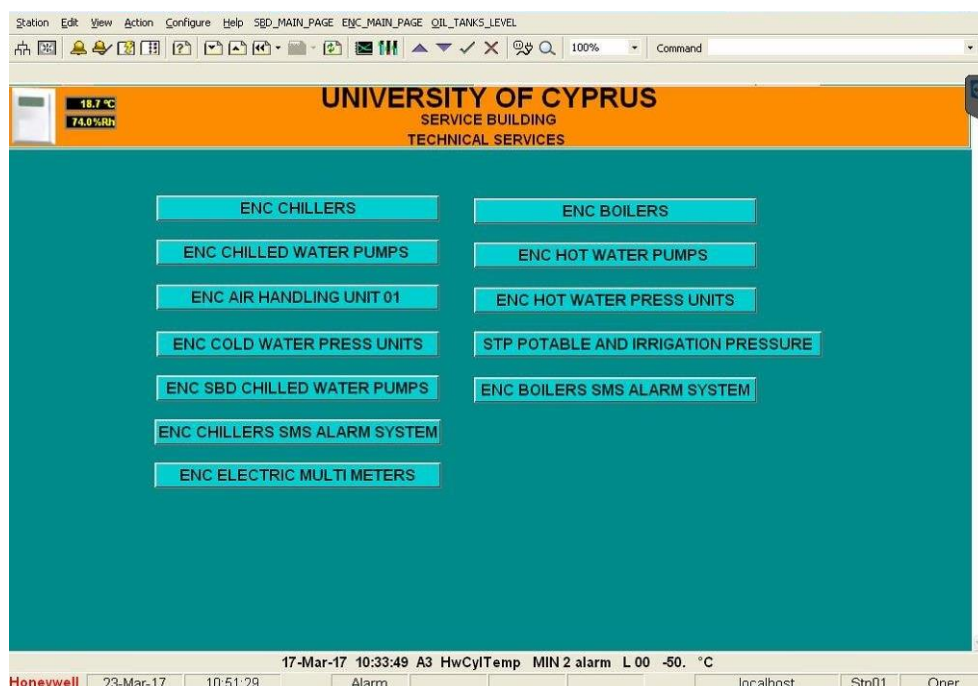 Station Edit View Action Configure Help SBD_MAIN_PAGE ENC_MAIN_PAGE OIL_TANKS_LEVEL
100% Command
18.7 °C
74.0%Rh
UNIVERSITY OF CYPRUS
SERVICE BUILDING
TECHNICAL SERVICES
ENC CHILLERS
ENC BOILERS
ENC CHILLED WATER PUMPS
ENC HOT WATER PUMPS
ENC AIR HANDLING UNIT 01
ENC HOT WATER PRESS UNITS
ENC COLD WATER PRESS UNITS
STP POTABLE AND IRRIGATION PRESSURE
ENC SBD CHILLED WATER PUMPS
ENC BOILERS SMS ALARM SYSTEM
ENC CHILLERS SMS ALARM SYSTEM
ENC ELECTRIC MULTI METERS
17-Mar-17 10:33:49 A3 HwCylTemp MIN 2 alarm L 00 -50. °C
Honeywell 23-Mar-17 10:51:29 Alarm localhost Stn01 Oper